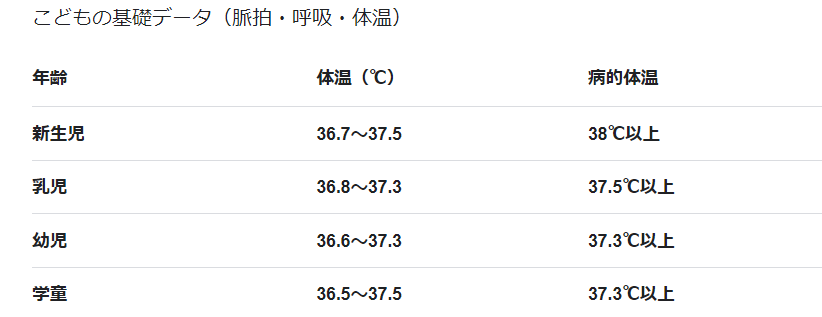 こどもの基礎データ（脈拍・呼吸・体温）
年齢 体温（℃） 病的体温
新生児 36.7〜37.5 38℃以上
乳児 36.8〜37.3 37.5℃以上
幼児 36.6〜37.3 37.3℃以上
学童 36.5〜37.5 37.3℃以上